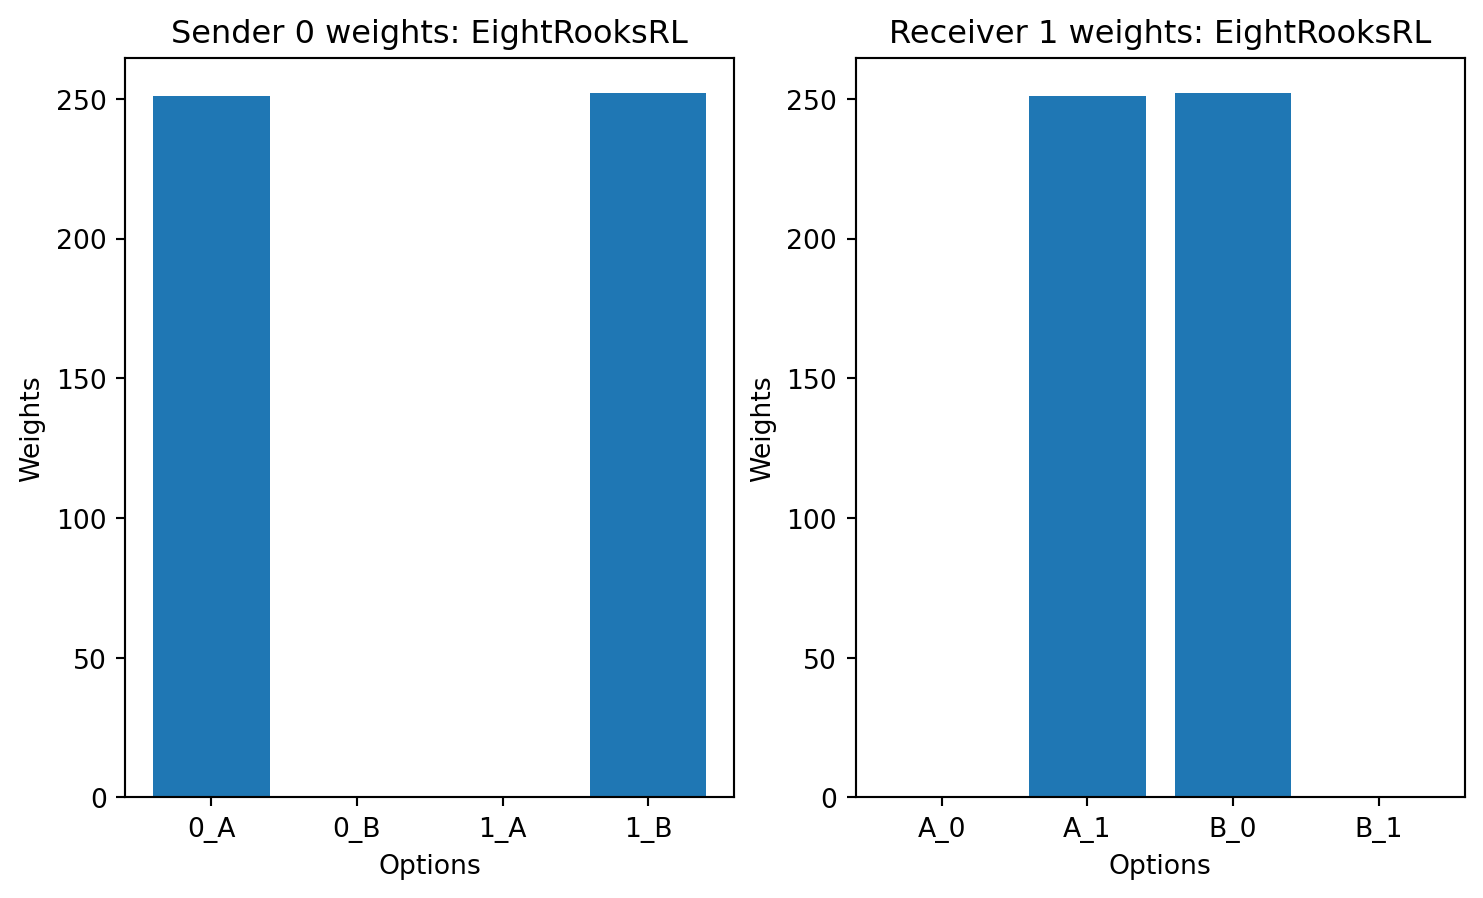 Sender 0 weights: EightRooksRL
Weights
250
200
150
100
50
0
0_A 0_B 1_A 1_B
Options
Receiver 1 weights: EightRooksRL
Weights
250
200
150
100
50
0
A_0 A_1 B_0 B_1
Options